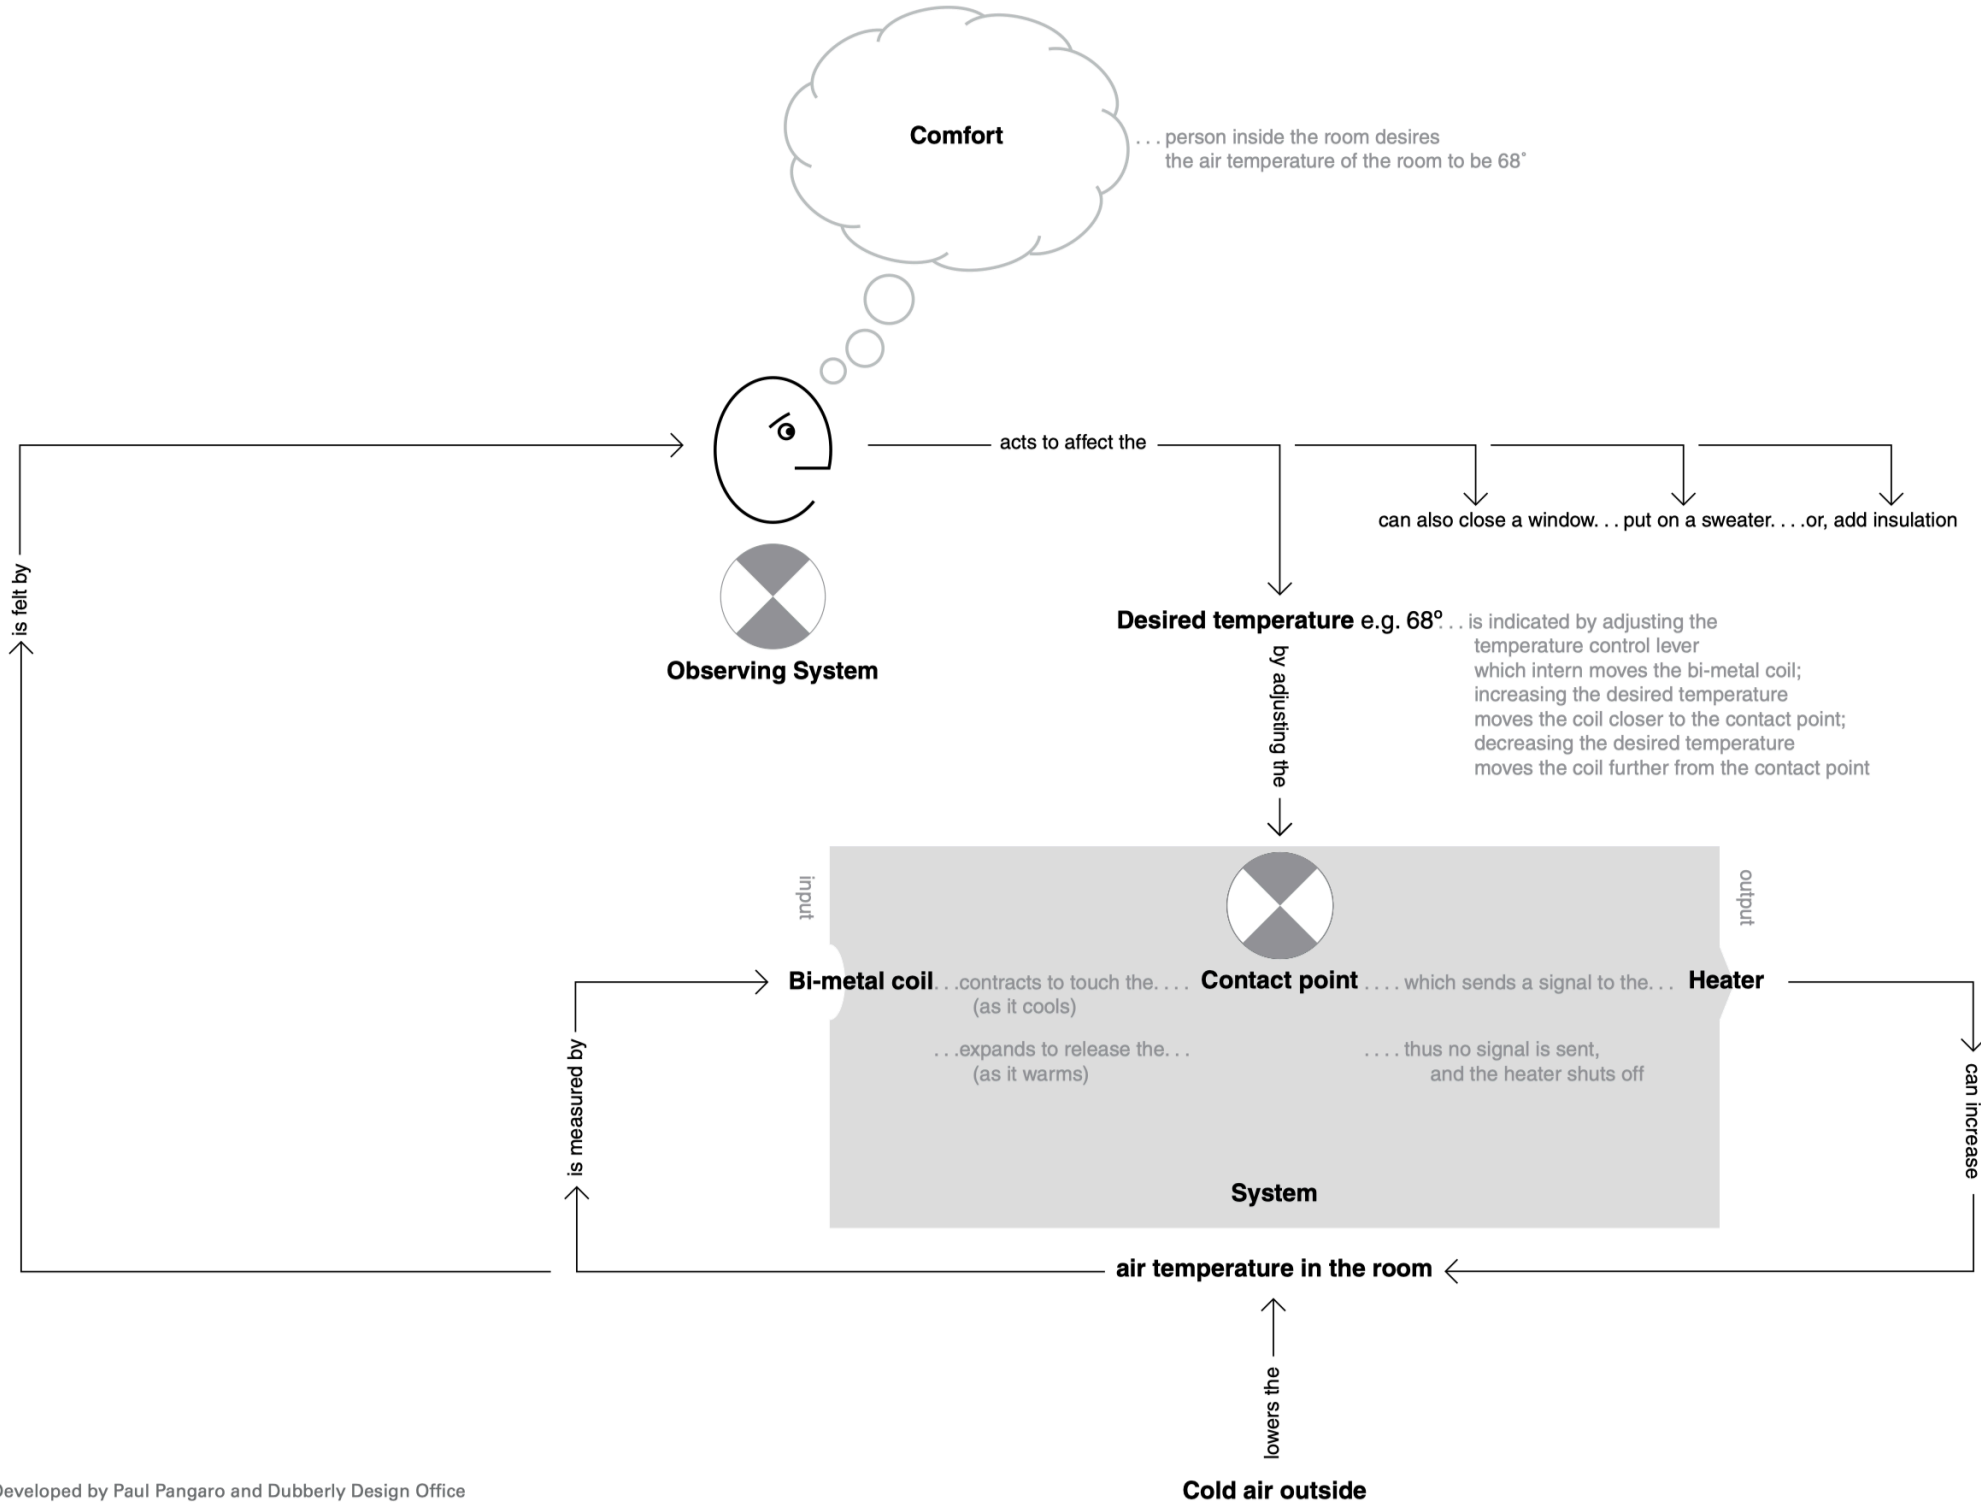 Comfort
. . . person inside the room desires
the air temperature of the room to be 68˚
acts to affect the
can also close a window. . . put on a sweater. . . .or, add insulation
is felt by
Observing System
Desired temperature e.g. 68º. . . is indicated by adjusting the
temperature control lever
which intern moves the bi-metal coil;
increasing the desired temperature
moves the coil closer to the contact point;
decreasing the desired temperature
moves the coil further from the contact point
by adjusting the
input
output
Bi-metal coil. . .contracts to touch the. . . . Contact point . . . . which sends a signal to the. . . Heater
(as it cools)
. . .expands to release the. . . . . . . thus no signal is sent,
(as it warms) and the heater shuts off
is measured by
can increase
System
air temperature in the room
lowers the
Cold air outside
Developed by Paul Pangaro and Dubberly Design Office